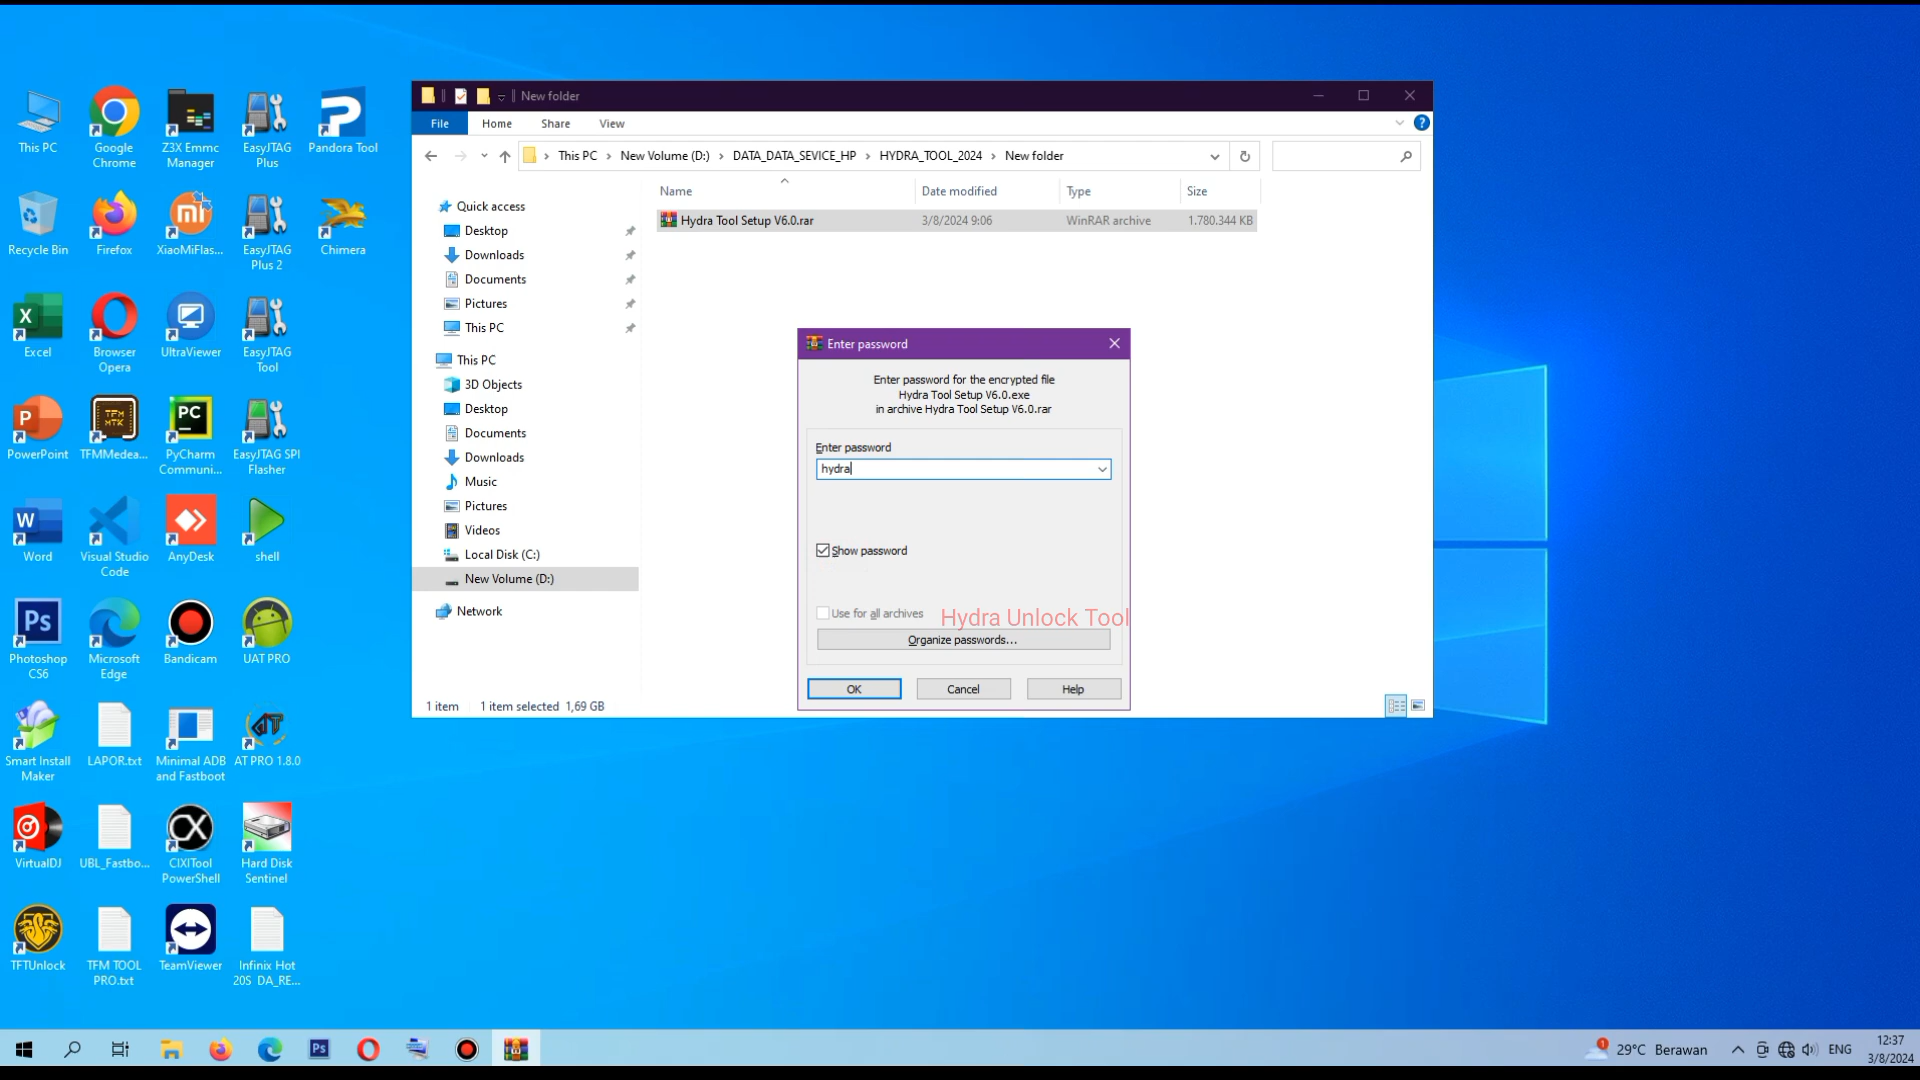 This PC
Google
Chrome
Z3X Emmc
Manager
EasyJTAG
Plus
Pandora Tool
Recycle Bin
Firefox
XiaoMiFlas...
EasyJTAG
Plus 2
Chimera
Excel
Browser
Opera
UltraViewer
EasyJTAG
Tool
PowerPoint
TFMMedea...
PyCharm
Communi...
EasyJTAG SPI
Flasher
Word
Visual Studio
Code
AnyDesk
shell
Photoshop
CS6
Microsoft
Edge
Bandicam
UAT PRO
Smart Install
Maker
LAPOR.txt
Minimal ADB
and Fastboot
AT PRO 1.8.0
VirtualDJ
UBL_Fastbo...
CIXITool
PowerShell
Hard Disk
Sentinel
TFTUnlock
TFM TOOL
PRO.txt
TeamViewer
Infinix Hot
20S DA_RE...
New folder
File Home Share View
This PC › New Volume (D:) › DATA_DATA_SEVICE_HP › HYDRA_TOOL_2024 › New folder
Name Date modified Type Size
Hydra Tool Setup V6.0.rar 3/8/2024 9:06 WinRAR archive 1.780.344 KB
Quick access
Desktop
Downloads
Documents
Pictures
This PC
This PC
3D Objects
Desktop
Documents
Downloads
Music
Pictures
Videos
Local Disk (C:)
New Volume (D:)
Network
1 item 1 item selected 1,69 GB
Enter password
Enter password for the encrypted file
Hydra Tool Setup V6.0.exe
in archive Hydra Tool Setup V6.0.rar
Enter password
hydra
Show password
Use for all archives
Hydra Unlock Tool
Organize passwords...
OK Cancel Help
29°C Berawan
ENG
12:37
3/8/2024